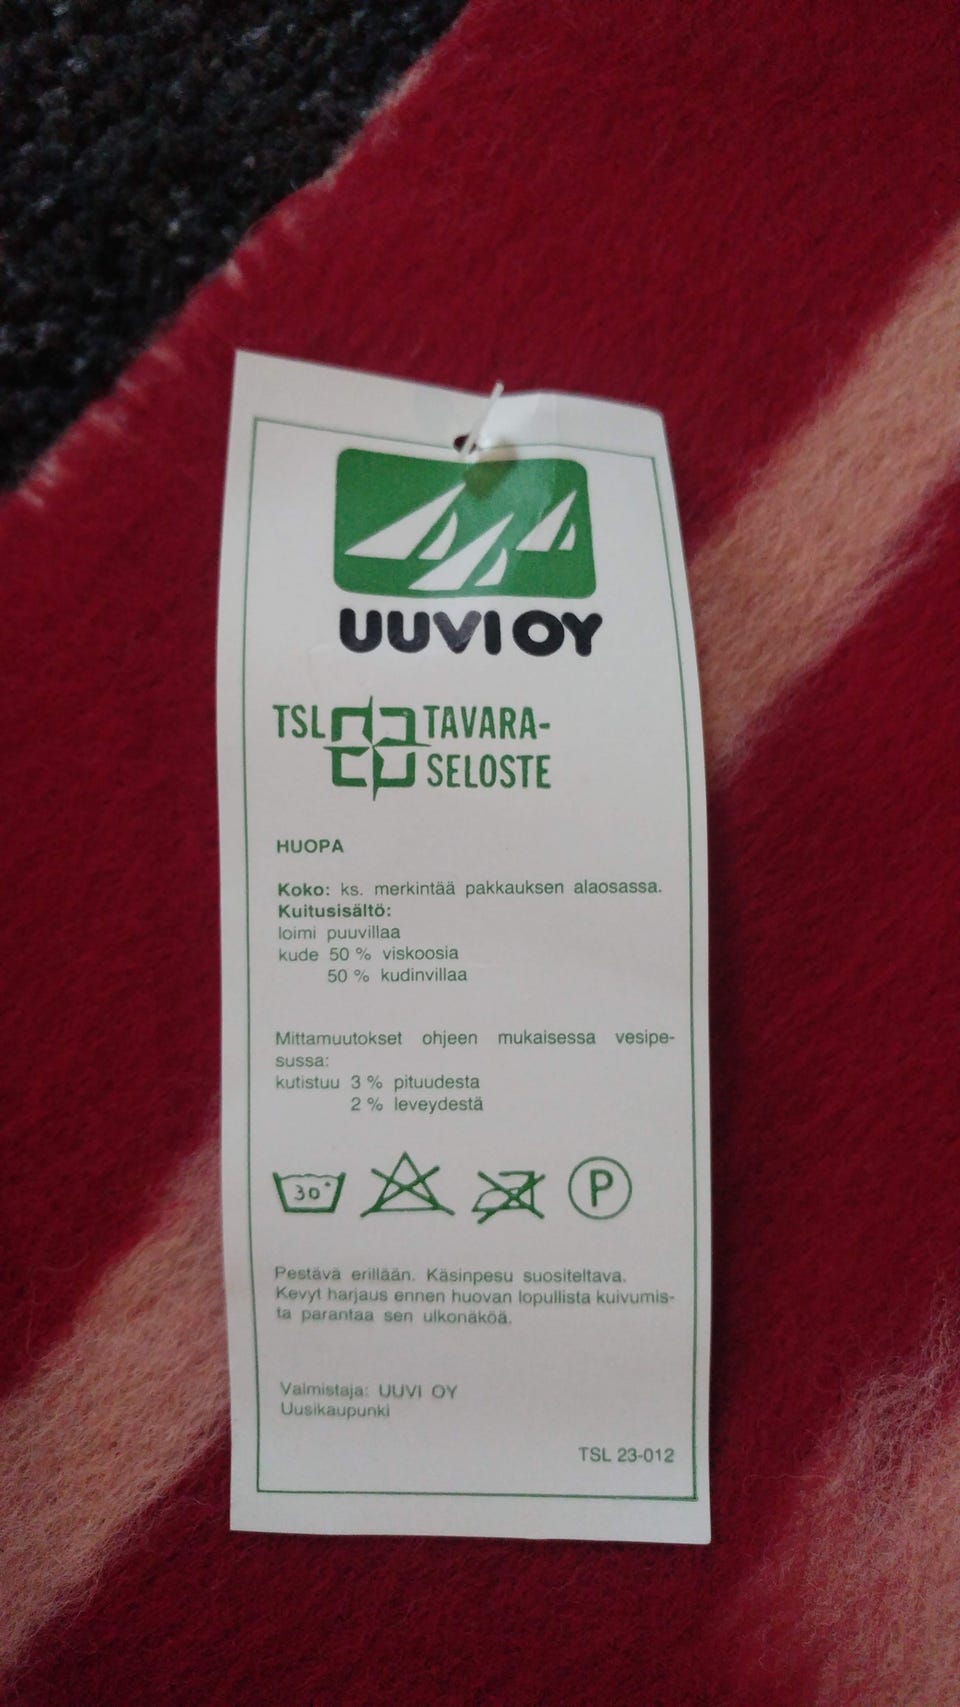 UUVI OY
TSL TAVARA-
SELOSTE
HUOPA
Koko: ks. merkintää pakkauksen alaosassa.
Kuitusisältö:
loimi puuvillaa
kude 50 % viskoosia
50 % kudinvillaa
Mittamuutokset ohjeen mukaisessa vesipe-
sussa:
kutistuu 3 % pituudesta
2 % leveydestä
30° P
Pestävä erillään. Käsinpesu suositeltava.
Kevyt harjaus ennen huovan lopullista kuivumis-
ta parantaa sen ulkonäköä.
Valmistaja: UUVI OY
Uusikaupunki
TSL 23-012